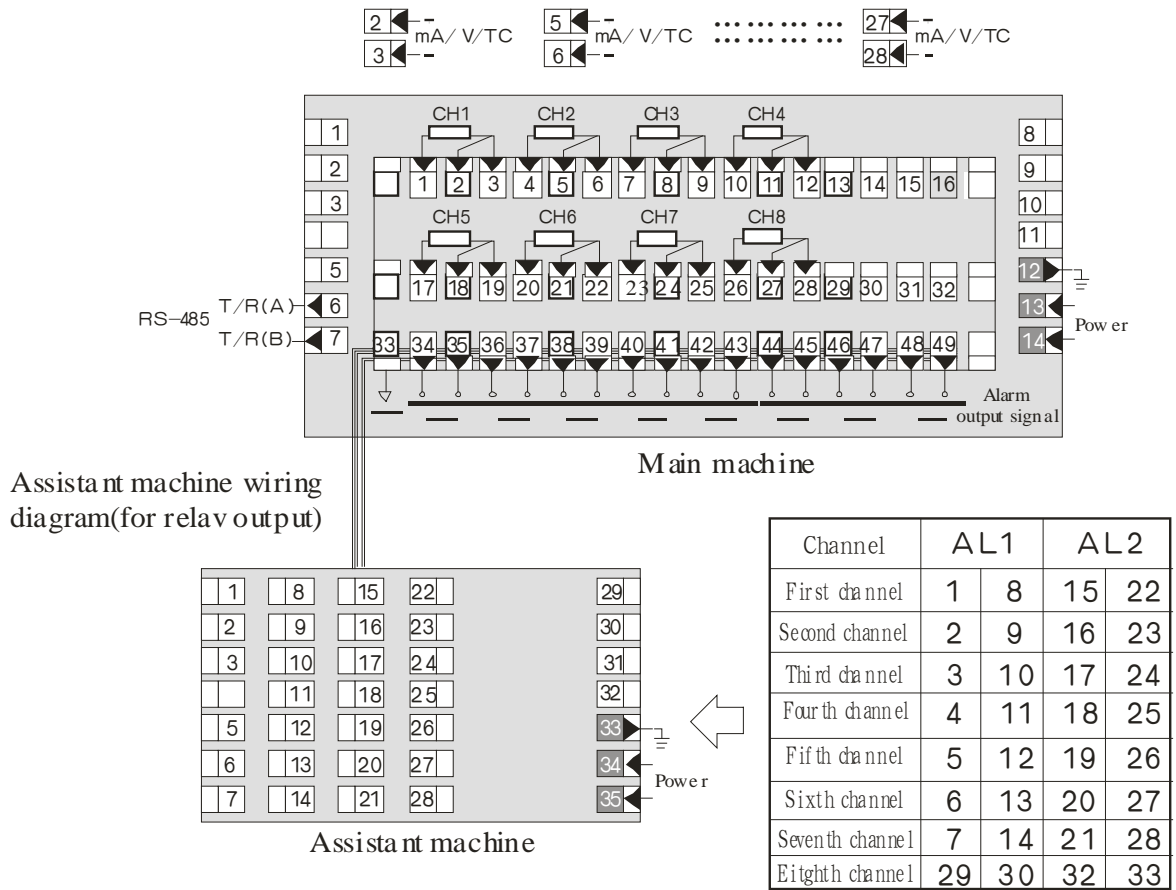 2 - 5 - 27 -
mA/ V/TC mA/ V/TC mA/ V/TC
3 - 6 - 28 -
CH1 CH2 CH3 CH4
1 8
2 9
1 2 3 4 5 6 7 8 9 10 11 12 13 14 15 16
3 10
CH5 CH6 CH7 CH8
11
5 12
17 18 19 20 21 22 23 24 25 26 27 28 29 30 31 32
T/R(A) 6 13
RS-485 Power
T/R(B) 7 14
33 34 35 36 37 38 39 40 41 42 43 44 45 46 47 48 49
Alarm
output signal
Main machine
Assistant machine wiring
diagram(for relav output)
1 8 15 22 29
2 9 16 23 30
3 10 17 24 31
11 18 25 32
5 12 19 26 33
6 13 20 27 34
Power
7 14 21 28 35
Assistant machine
Channel AL1 AL2
First channel 1 8 15 22
Second channel 2 9 16 23
Third channel 3 10 17 24
Fourth channel 4 11 18 25
Fifth channel 5 12 19 26
Sixth channel 6 13 20 27
Seventh channel 7 14 21 28
Eitghth channel 29 30 32 33